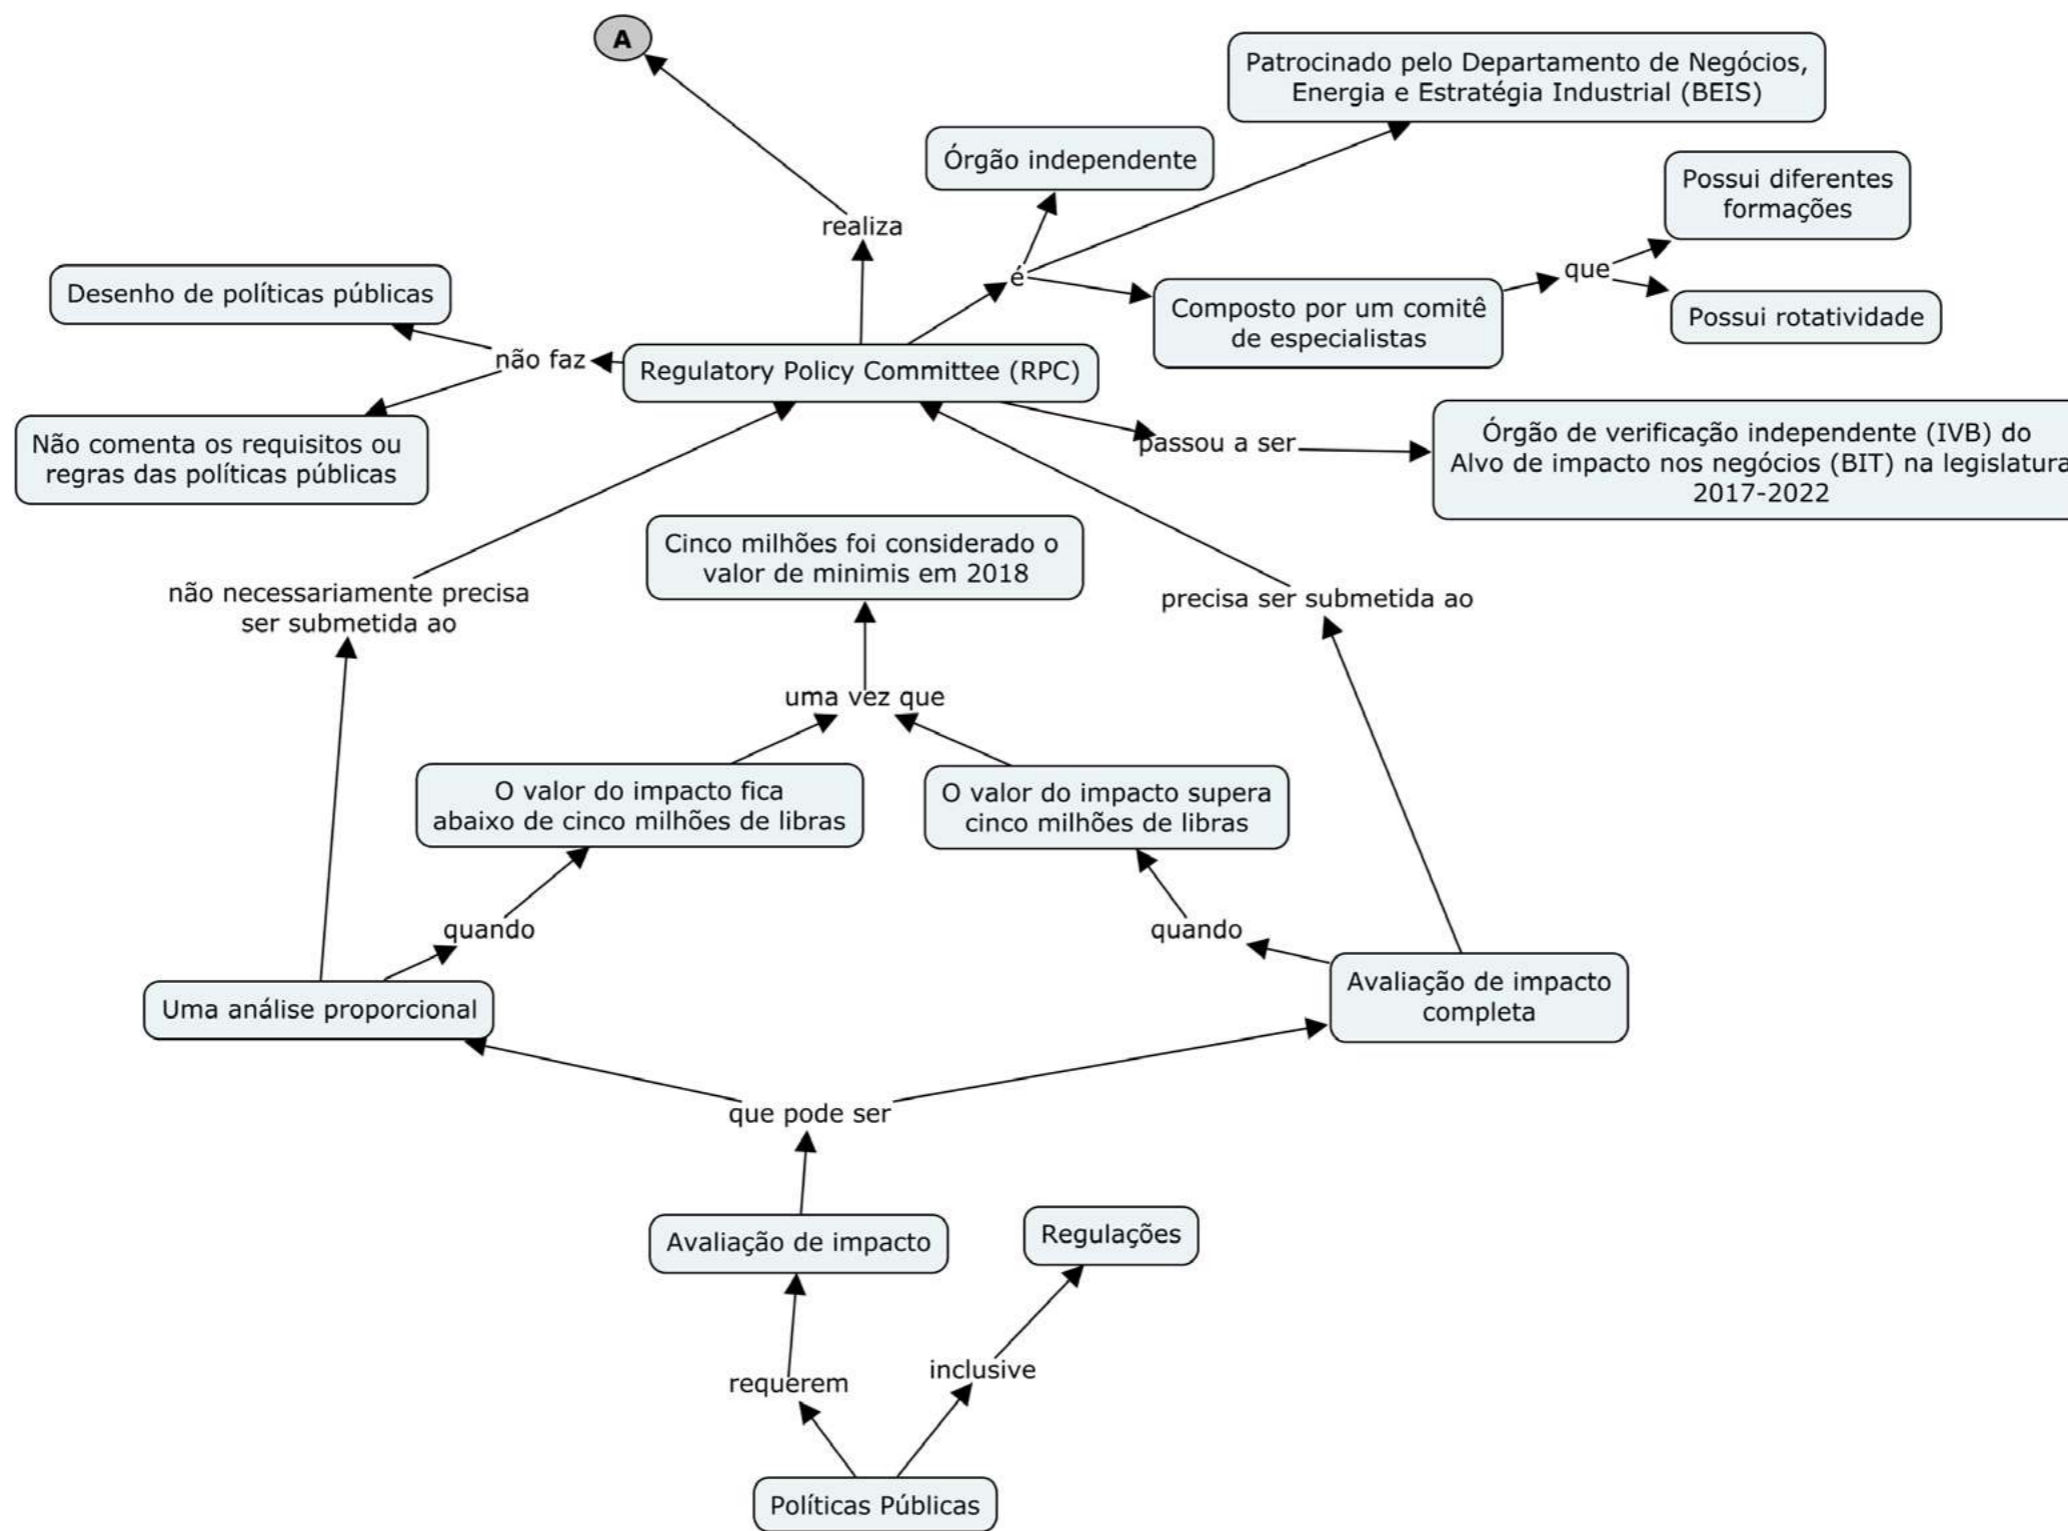 A
Patrocinado pelo Departamento de Negócios,
Energia e Estratégia Industrial (BEIS)
Órgão independente
Possui diferentes
formações
realiza
é
que
Desenho de políticas públicas
Composto por um comitê
de especialistas
Possui rotatividade
não faz
Regulatory Policy Committee (RPC)
Não comenta os requisitos ou
regras das políticas públicas
passou a ser
Órgão de verificação independente (IVB) do
Alvo de impacto nos negócios (BIT) na legislatura
2017-2022
Cinco milhões foi considerado o
valor de minimis em 2018
não necessariamente precisa
ser submetida ao
precisa ser submetida ao
uma vez que
O valor do impacto fica
abaixo de cinco milhões de libras
O valor do impacto supera
cinco milhões de libras
quando
quando
Uma análise proporcional
Avaliação de impacto
completa
que pode ser
Avaliação de impacto
Regulações
requerem
inclusive
Políticas Públicas